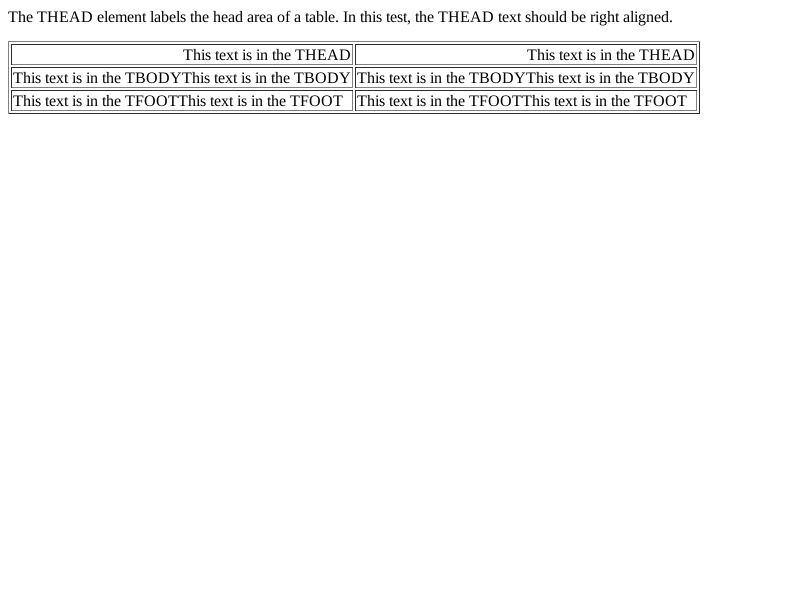 The THEAD element labels the head area of a table. In this test, the THEAD text should be right aligned.
This text is in the THEAD This text is in the THEAD
This text is in the TBODYThis text is in the TBODY This text is in the TBODYThis text is in the TBODY
This text is in the TFOOTThis text is in the TFOOT This text is in the TFOOTThis text is in the TFOOT